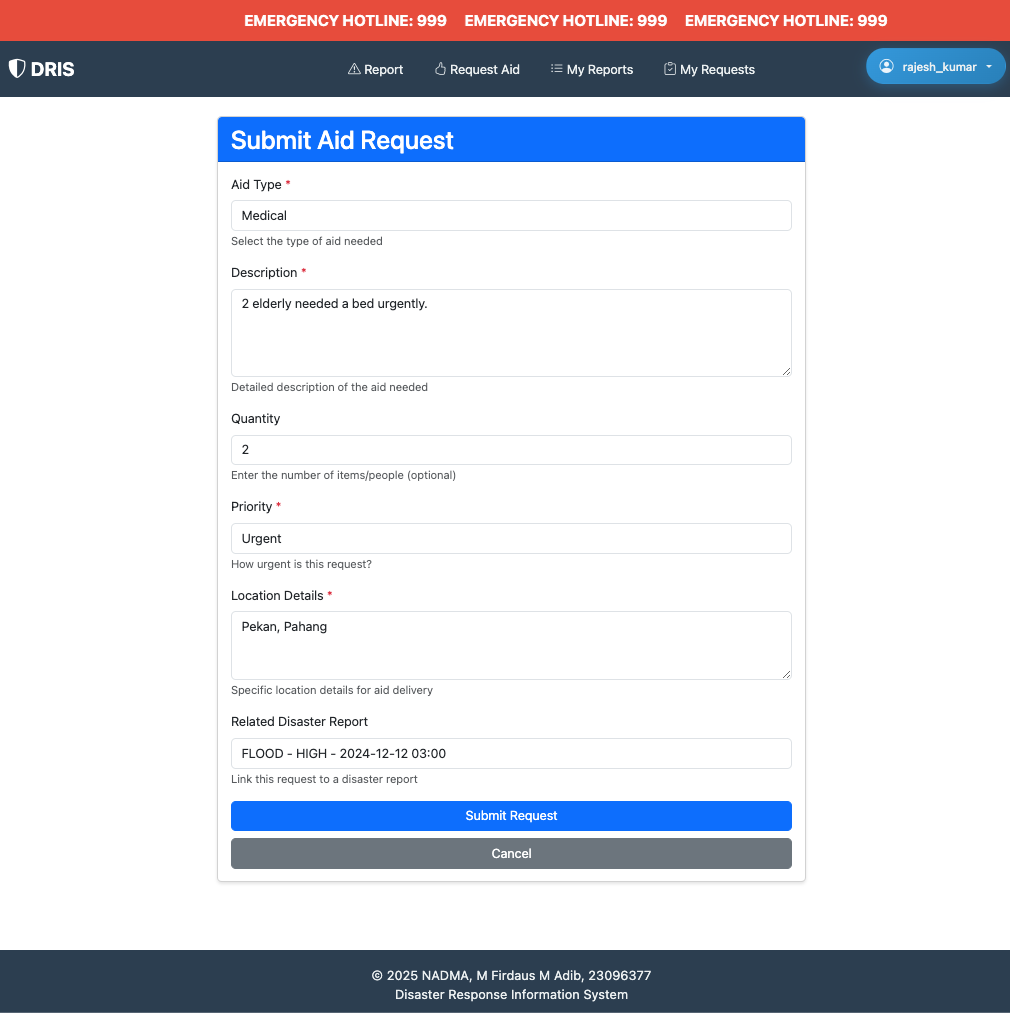 EMERGENCY HOTLINE: 999 EMERGENCY HOTLINE: 999 EMERGENCY HOTLINE: 999
DRIS Report Request Aid My Reports My Requests rajesh_kumar
Submit Aid Request
Aid Type *
Medical
Select the type of aid needed
Description *
2 elderly needed a bed urgently.
Detailed description of the aid needed
Quantity
2
Enter the number of items/people (optional)
Priority *
Urgent
How urgent is this request?
Location Details *
Pekan, Pahang
Specific location details for aid delivery
Related Disaster Report
FLOOD - HIGH - 2024-12-12 03:00
Link this request to a disaster report
Submit Request
Cancel
© 2025 NADMA, M Firdaus M Adib, 23096377
Disaster Response Information System